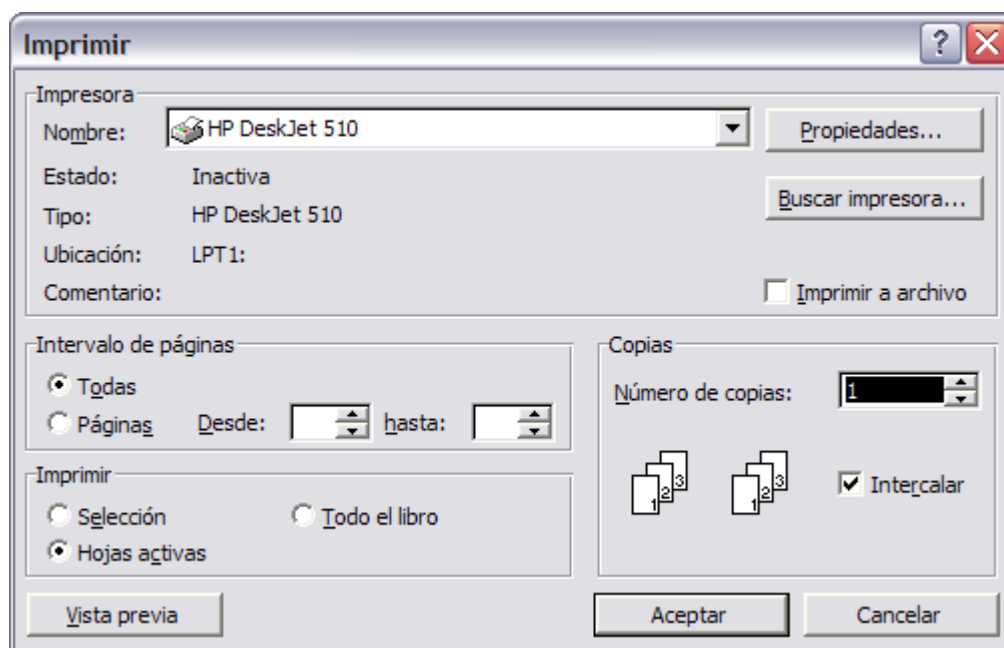 Imprimir
Impresora
Nombre: HP DeskJet 510 Propiedades...
Estado: Inactiva
Buscar impresora...
Tipo: HP DeskJet 510
Ubicación: LPT1:
Comentario: Imprimir a archivo
Intervalo de páginas
Todas
Páginas Desde: hasta:
Copias
Número de copias: 1
1 2 3 1 2 3 Intercalar
Imprimir
Selección Todo el libro
Hojas activas
Vista previa Aceptar Cancelar